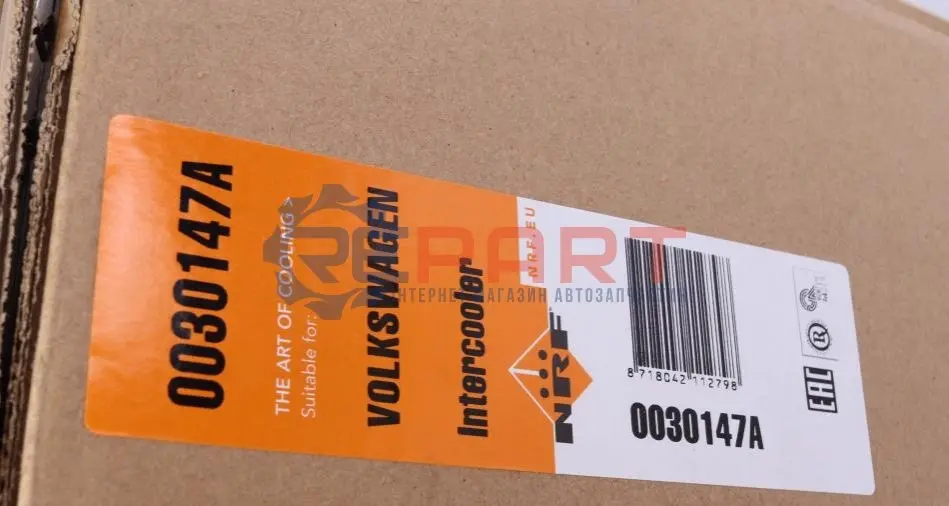 0030147A
THE ART OF COOLING >
Suitable for:
VOLKSWAGEN
Intercooler
NRF.EU
NRF
8 718042 112798
0030147A
R
EAC
REPART
ИНТЕРНЕТ МАГАЗИН АВТОЗАПЧАСТИН